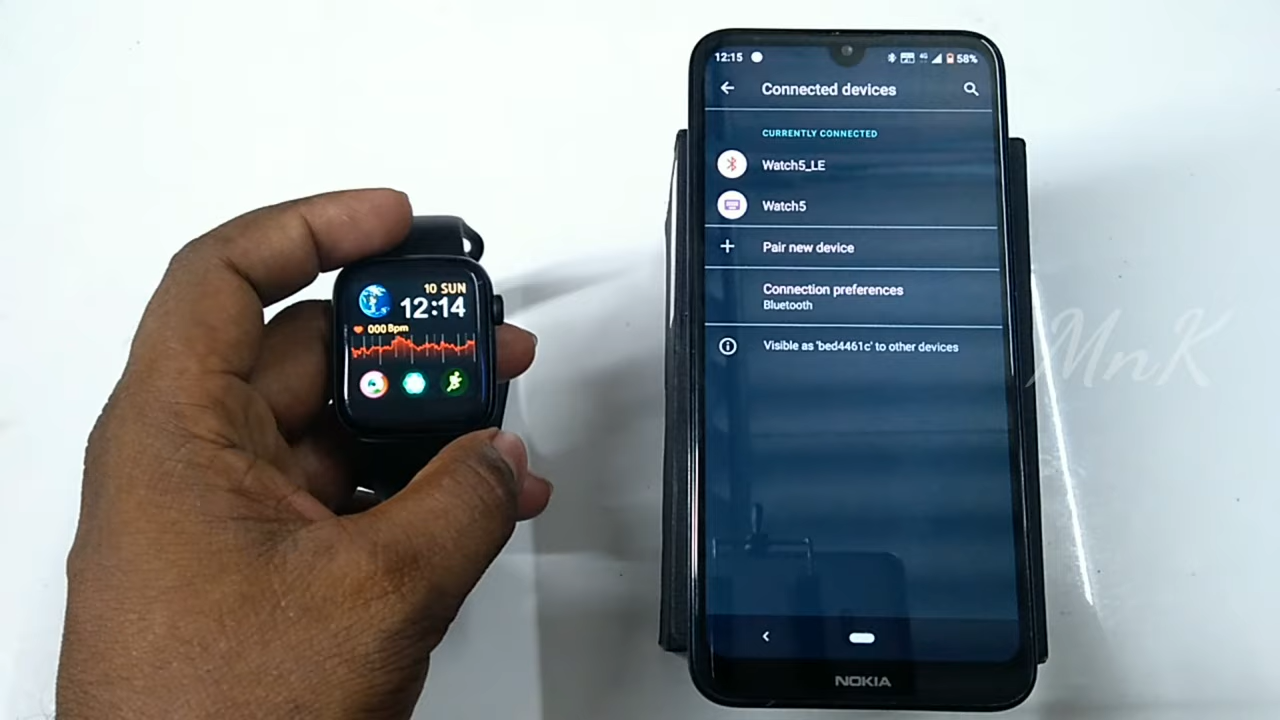 10 SUN
12:14
000 Bpm
12:15
4G
58%
Connected devices
CURRENTLY CONNECTED
Watch5_LE
Watch5
Pair new device
Connection preferences
Bluetooth
Visible as 'bed4461c' to other devices
NOKIA
MnK